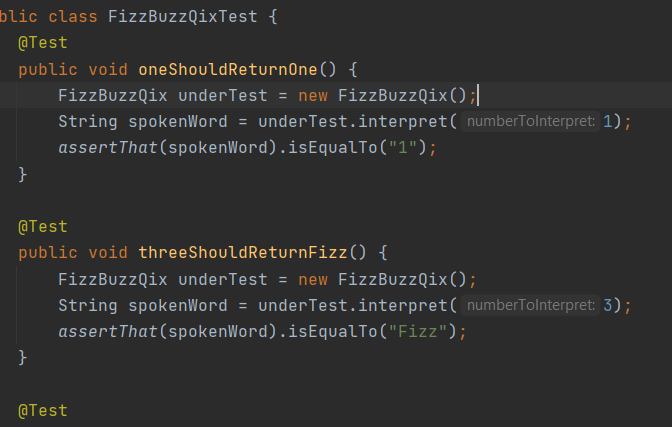 blic class FizzBuzzQixTest {
@Test
public void oneShouldReturnOne() {
FizzBuzzQix underTest = new FizzBuzzQix();
String spokenWord = underTest.interpret( numberToInterpret: 1);
assertThat(spokenWord).isEqualTo("1");
}
@Test
public void threeShouldReturnFizz() {
FizzBuzzQix underTest = new FizzBuzzQix();
String spokenWord = underTest.interpret( numberToInterpret: 3);
assertThat(spokenWord).isEqualTo("Fizz");
}
@Test